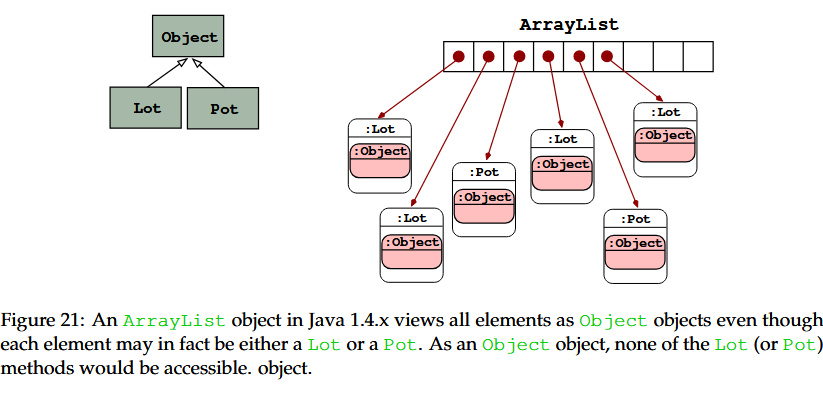 Object
Lot
Pot
ArrayList
:Lot
:Object
:Lot
:Object
:Pot
:Object
:Lot
:Object
:Pot
:Object
:Lot
:Object
Figure 21: An ArrayList object in Java 1.4.x views all elements as Object objects even though
each element may in fact be either a Lot or a Pot. As an Object object, none of the Lot (or Pot)
methods would be accessible. object.